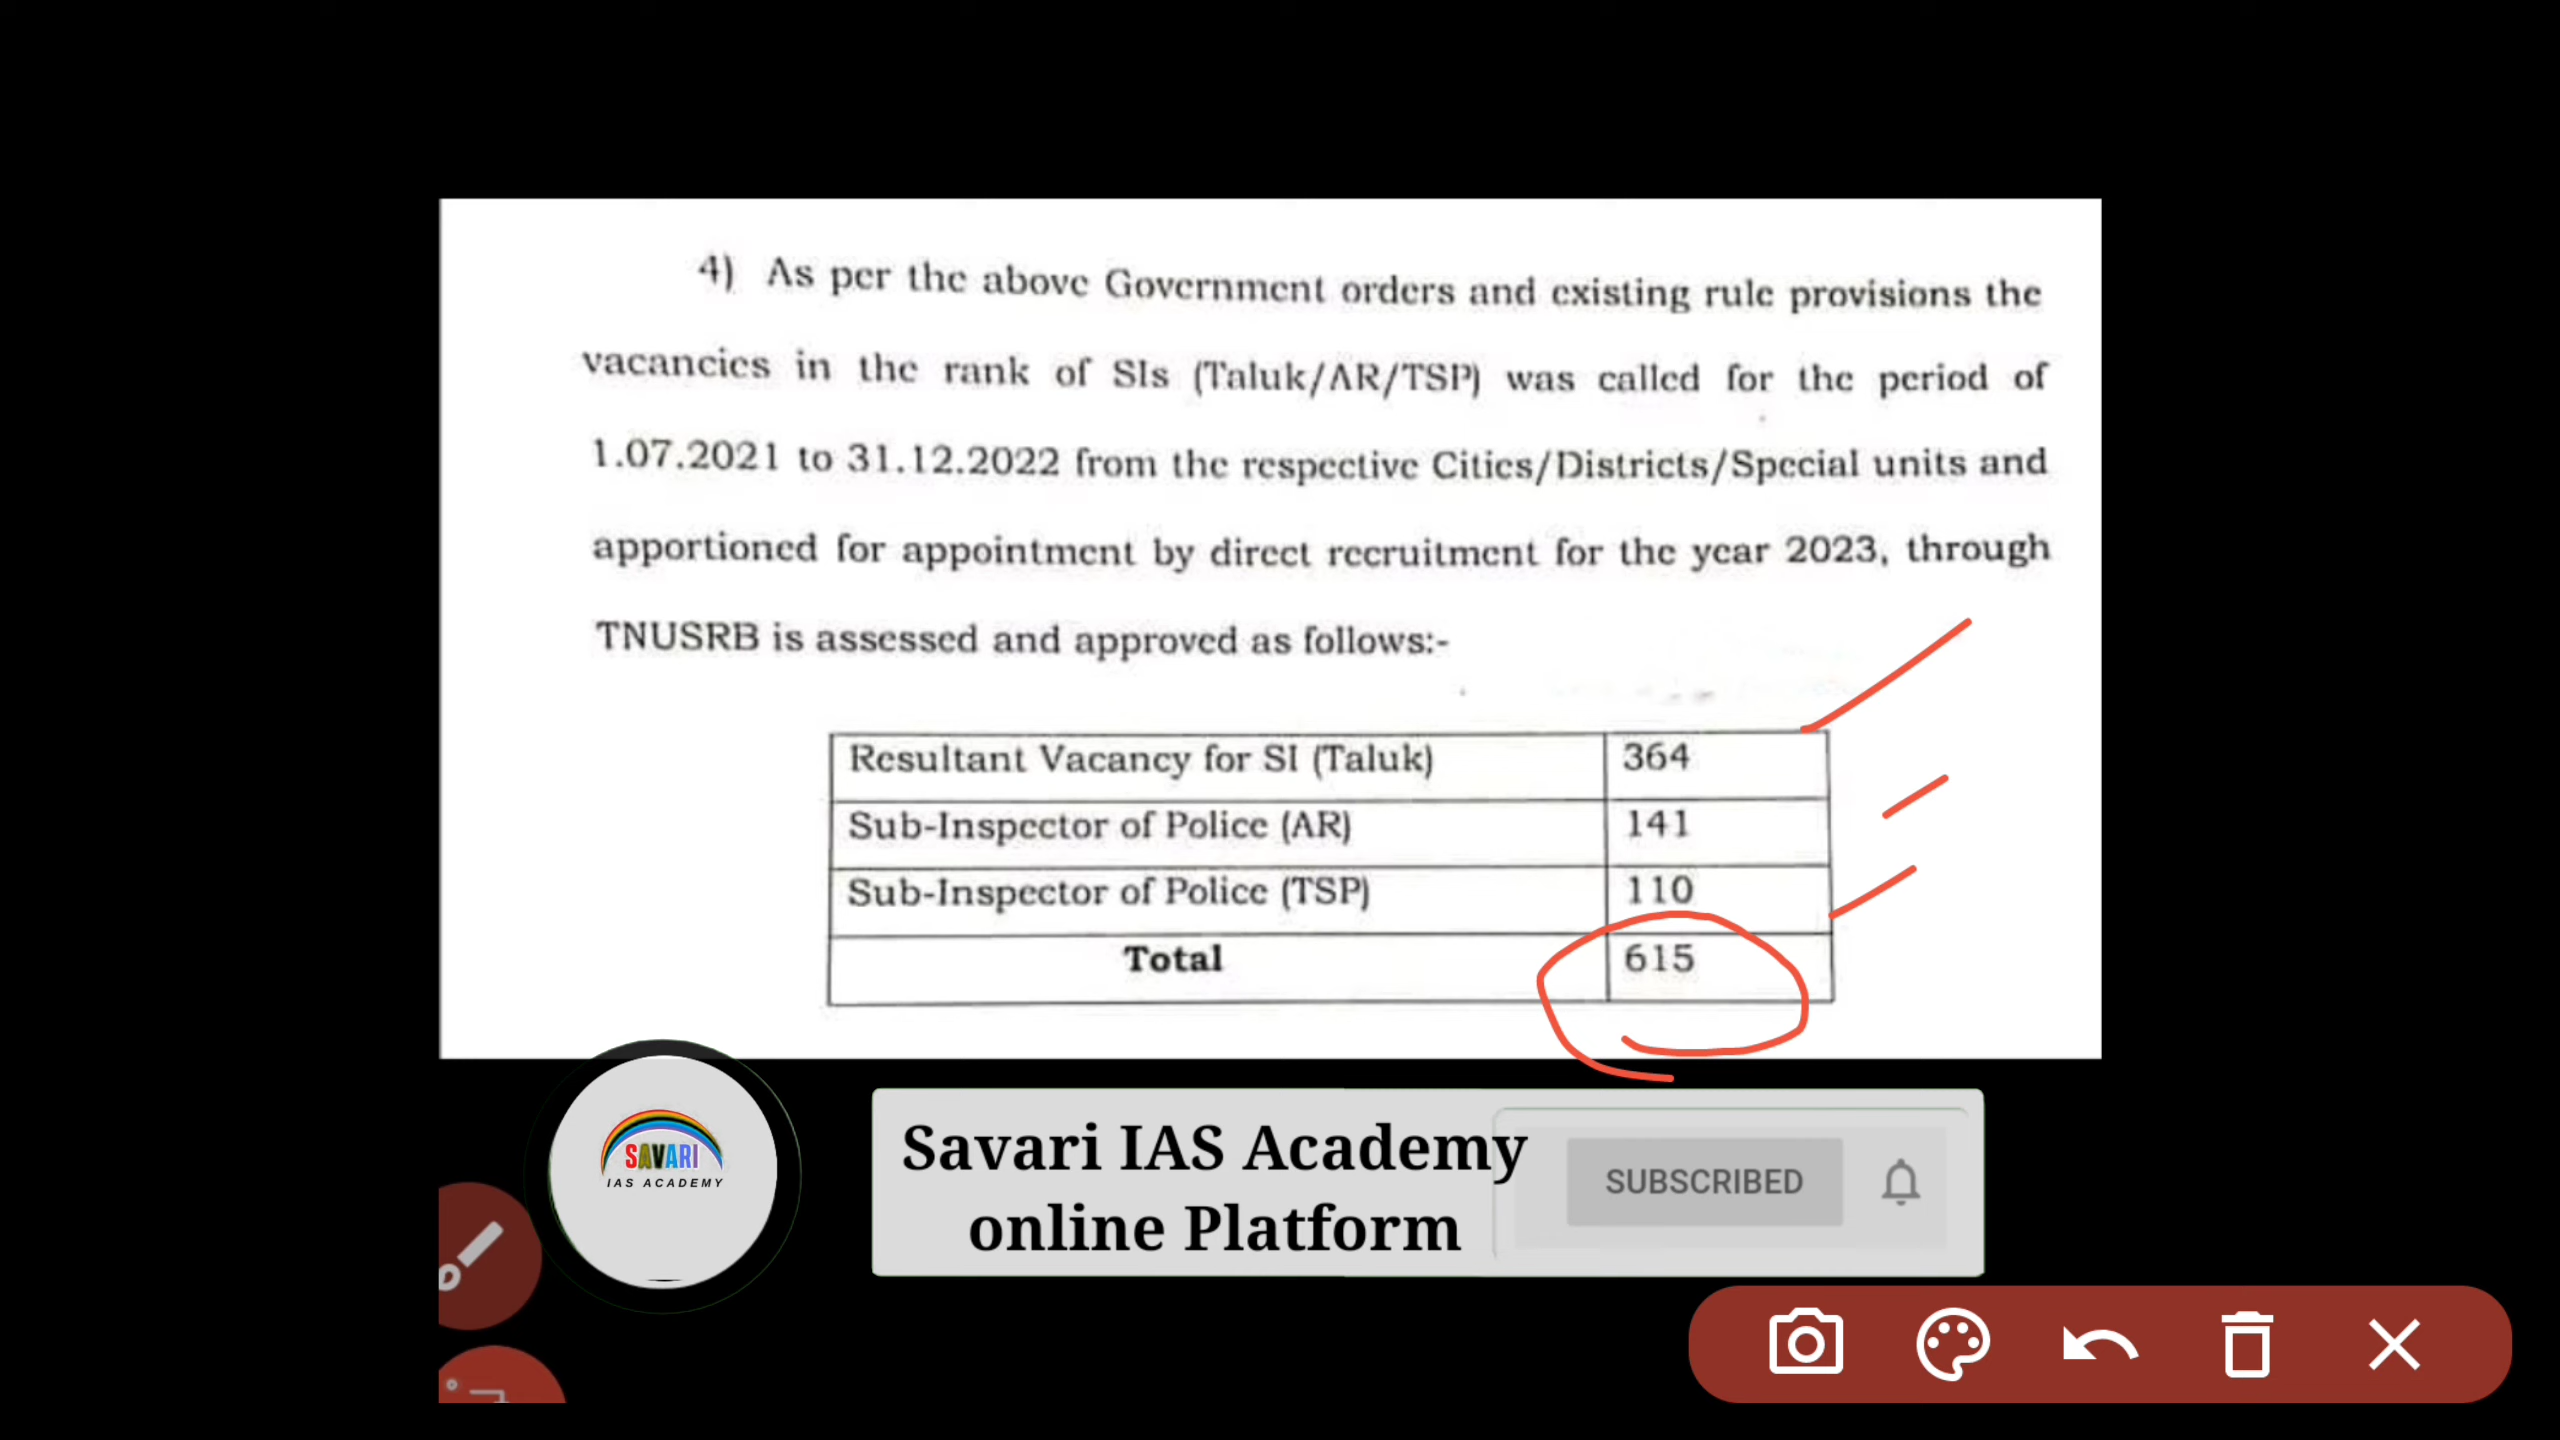 4) As per the above Government orders and existing rule provisions the
vacancies in the rank of SIs (Taluk/AR/TSP) was called for the period of
1.07.2021 to 31.12.2022 from the respective Cities/Districts/Special units and
apportioned for appointment by direct recruitment for the year 2023, through
TNUSRB is assessed and approved as follows:-
Resultant Vacancy for SI (Taluk) 364
Sub-Inspector of Police (AR) 141
Sub-Inspector of Police (TSP) 110
Total 615
SAVARI
IAS ACADEMY
Savari IAS Academy
online Platform
SUBSCRIBED